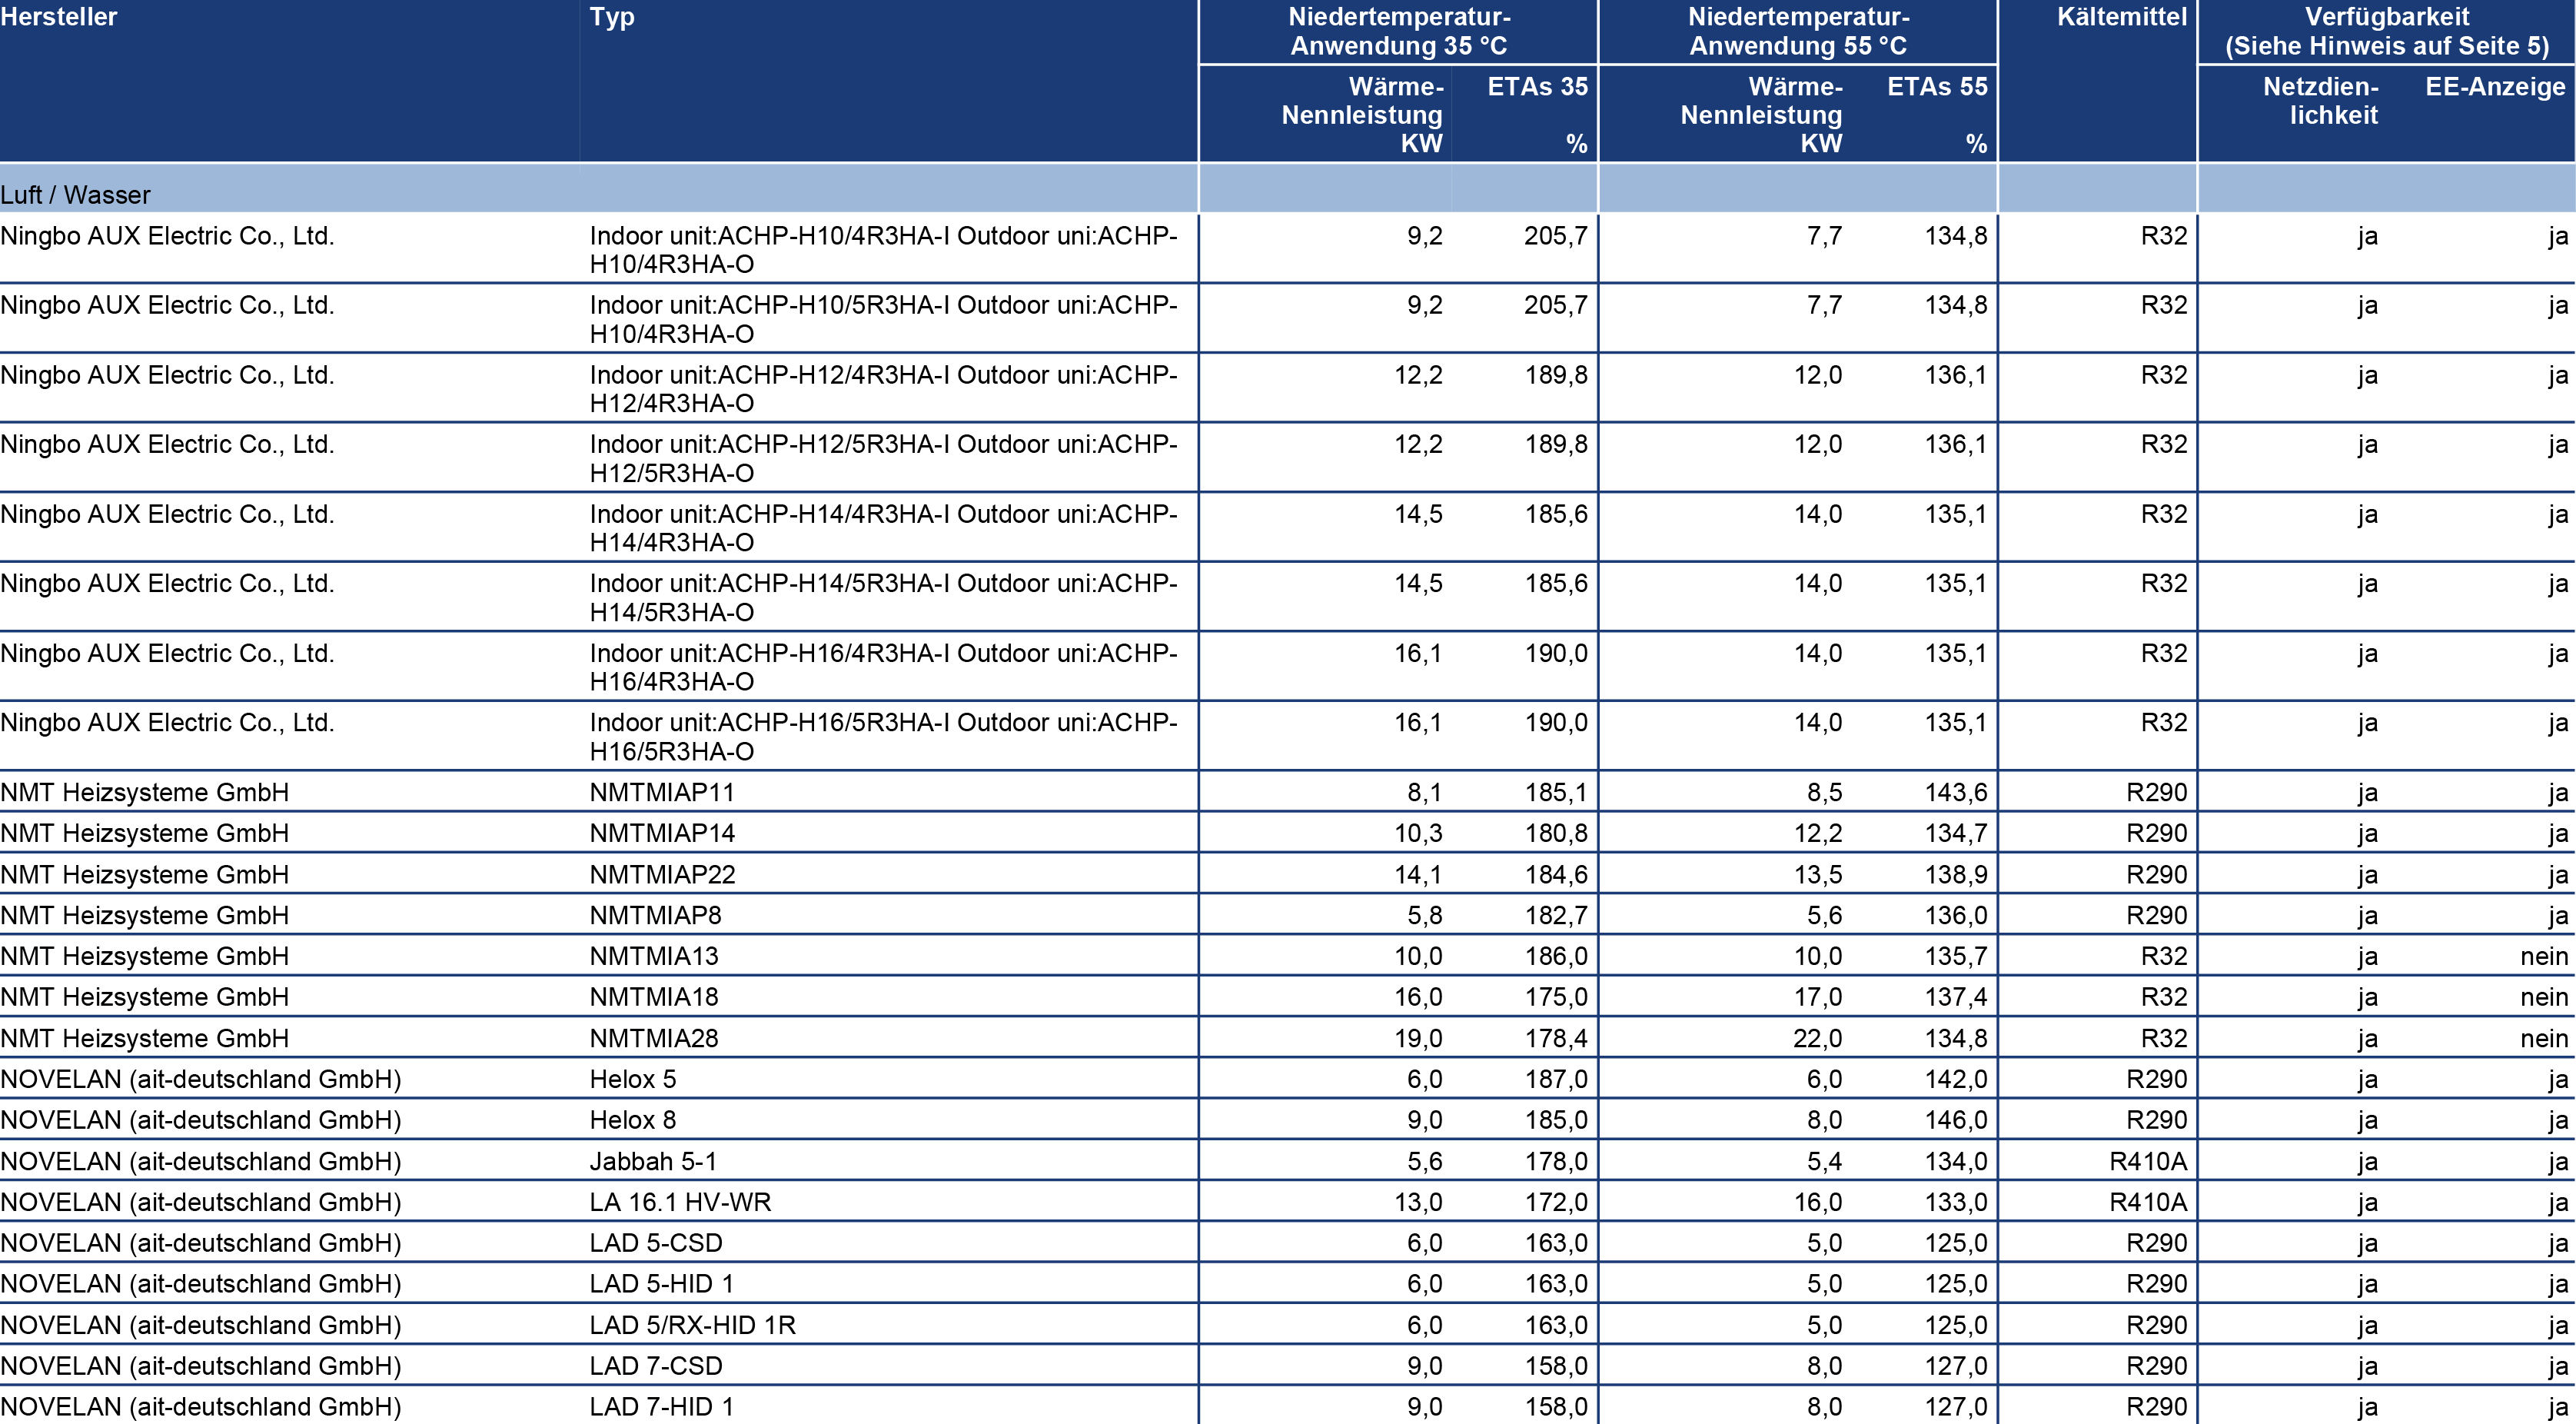 Hersteller Typ Niedertemperatur- Niedertemperatur- Kältemittel Verfügbarkeit
Anwendung 35 °C Anwendung 55 °C (Siehe Hinweis auf Seite 5)
Wärme- ETAs 35 Wärme- ETAs 55 Netzdien- EE-Anzeige
Nennleistung Nennleistung lichkeit
KW % KW %
Luft / Wasser
Ningbo AUX Electric Co., Ltd. Indoor unit:ACHP-H10/4R3HA-I Outdoor uni:ACHP- 9,2 205,7 7,7 134,8 R32 ja ja
H10/4R3HA-O
Ningbo AUX Electric Co., Ltd. Indoor unit:ACHP-H10/5R3HA-I Outdoor uni:ACHP- 9,2 205,7 7,7 134,8 R32 ja ja
H10/4R3HA-O
Ningbo AUX Electric Co., Ltd. Indoor unit:ACHP-H12/4R3HA-I Outdoor uni:ACHP- 12,2 189,8 12,0 136,1 R32 ja ja
H12/4R3HA-O
Ningbo AUX Electric Co., Ltd. Indoor unit:ACHP-H12/5R3HA-I Outdoor uni:ACHP- 12,2 189,8 12,0 136,1 R32 ja ja
H12/5R3HA-O
Ningbo AUX Electric Co., Ltd. Indoor unit:ACHP-H14/4R3HA-I Outdoor uni:ACHP- 14,5 185,6 14,0 135,1 R32 ja ja
H14/4R3HA-O
Ningbo AUX Electric Co., Ltd. Indoor unit:ACHP-H14/5R3HA-I Outdoor uni:ACHP- 14,5 185,6 14,0 135,1 R32 ja ja
H14/5R3HA-O
Ningbo AUX Electric Co., Ltd. Indoor unit:ACHP-H16/4R3HA-I Outdoor uni:ACHP- 16,1 190,0 14,0 135,1 R32 ja ja
H16/4R3HA-O
Ningbo AUX Electric Co., Ltd. Indoor unit:ACHP-H16/5R3HA-I Outdoor uni:ACHP- 16,1 190,0 14,0 135,1 R32 ja ja
H16/5R3HA-O
NMT Heizsysteme GmbH NMTMIAP11 8,1 185,1 8,5 143,6 R290 ja ja
NMT Heizsysteme GmbH NMTMIAP14 10,3 180,8 12,2 134,7 R290 ja ja
NMT Heizsysteme GmbH NMTMIAP22 14,1 184,6 13,5 138,9 R290 ja ja
NMT Heizsysteme GmbH NMTMIAP8 5,8 182,7 5,6 136,0 R290 ja ja
NMT Heizsysteme GmbH NMTMIA13 10,0 186,0 10,0 135,7 R32 ja nein
NMT Heizsysteme GmbH NMTMIA18 16,0 175,0 17,0 137,4 R32 ja nein
NMT Heizsysteme GmbH NMTMIA28 19,0 178,4 22,0 134,8 R32 ja nein
NOVELAN (ait-deutschland GmbH) Helox 5 6,0 187,0 6,0 142,0 R290 ja ja
NOVELAN (ait-deutschland GmbH) Helox 8 9,0 185,0 8,0 146,0 R290 ja ja
NOVELAN (ait-deutschland GmbH) Jabbah 5-1 5,6 178,0 5,4 134,0 R410A ja ja
NOVELAN (ait-deutschland GmbH) LA 16.1 HV-WR 13,0 172,0 16,0 133,0 R410A ja ja
NOVELAN (ait-deutschland GmbH) LAD 5-CSD 6,0 163,0 5,0 125,0 R290 ja ja
NOVELAN (ait-deutschland GmbH) LAD 5-HID 1 6,0 163,0 5,0 125,0 R290 ja ja
NOVELAN (ait-deutschland GmbH) LAD 5/RX-HID 1R 6,0 163,0 5,0 125,0 R290 ja ja
NOVELAN (ait-deutschland GmbH) LAD 7-CSD 9,0 158,0 8,0 127,0 R290 ja ja
NOVELAN (ait-deutschland GmbH) LAD 7-HID 1 9,0 158,0 8,0 127,0 R290 ja ja